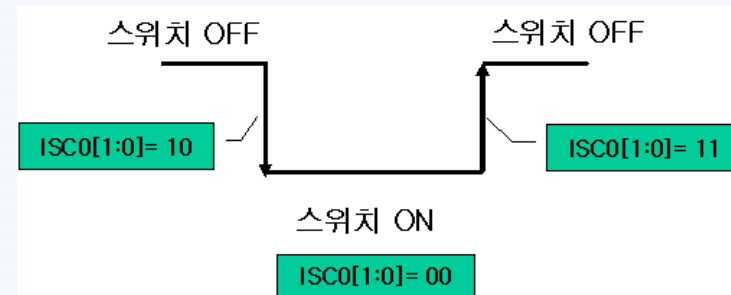 스위치 OFF
스위치 OFF
ISC0[1:0]= 10
ISC0[1:0]= 11
스위치 ON
ISC0[1:0]= 00